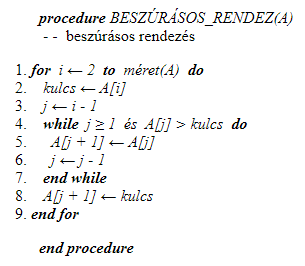 procedure BESZÚRÁSOS_RENDEZ(A)
- - beszúrásos rendezés
1. for i ← 2 to méret(A) do
2. kulcs ← A[i]
3. j ← i - 1
4. while j ≥ 1 és A[j] > kulcs do
5. A[j + 1] ← A[j]
6. j ← j - 1
7. end while
8. A[j + 1] ← kulcs
9. end for
end procedure